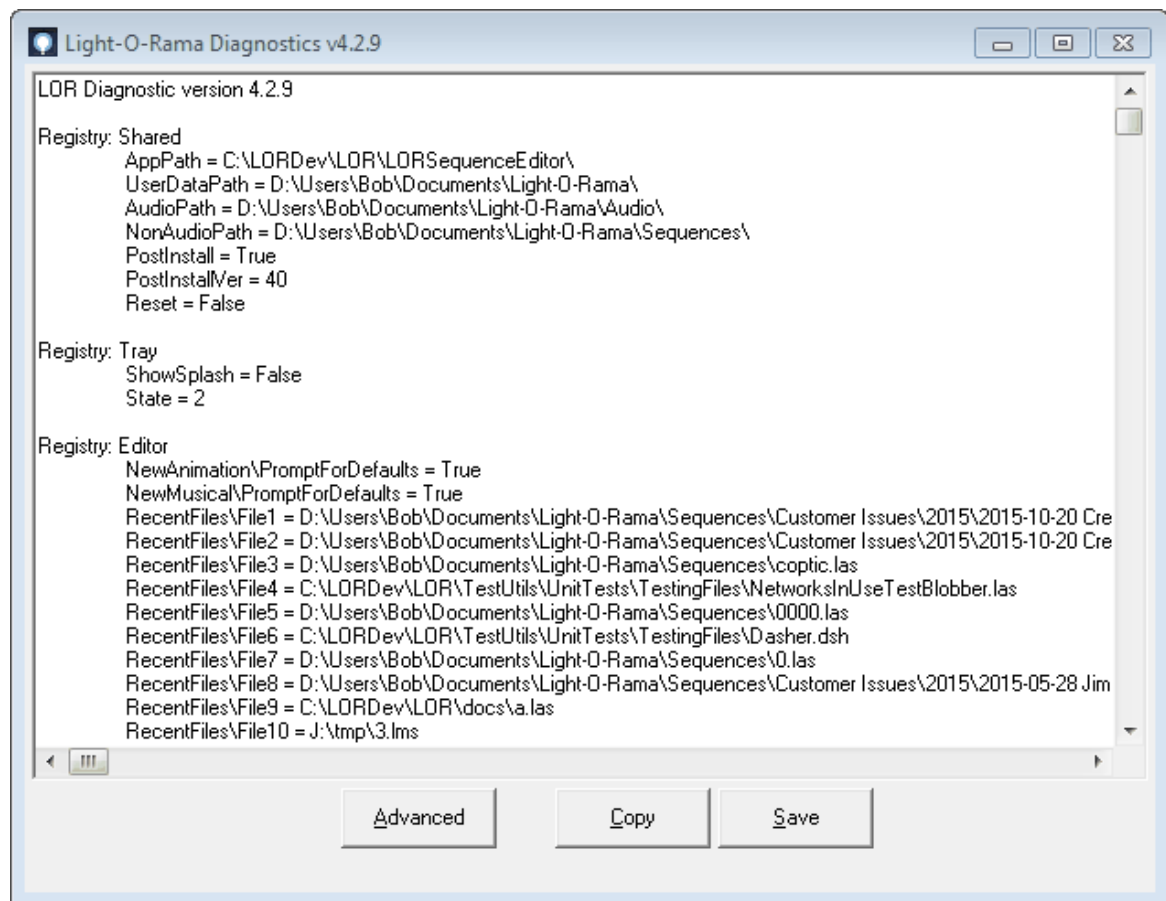 Light-O-Rama Diagnostics v4.2.9
LOR Diagnostic version 4.2.9
Registry: Shared
AppPath = C:\LORDev\LOR\LORSequenceEditor\
UserDataPath = D:\Users\Bob\Documents\Light-O-Rama\
AudioPath = D:\Users\Bob\Documents\Light-O-Rama\Audio\
NonAudioPath = D:\Users\Bob\Documents\Light-O-Rama\Sequences\
PostInstall = True
PostInstallVer = 40
Reset = False
Registry: Tray
ShowSplash = False
State = 2
Registry: Editor
NewAnimation\PromptForDefaults = True
NewMusical\PromptForDefaults = True
RecentFiles\File1 = D:\Users\Bob\Documents\Light-O-Rama\Sequences\Customer Issues\2015\2015-10-20 Cre
RecentFiles\File2 = D:\Users\Bob\Documents\Light-O-Rama\Sequences\Customer Issues\2015\2015-10-20 Cre
RecentFiles\File3 = D:\Users\Bob\Documents\Light-O-Rama\Sequences\coptic.las
RecentFiles\File4 = C:\LORDev\LOR\TestUtils\UnitTests\TestingFiles\NetworksInUseTestBlobber.las
RecentFiles\File5 = D:\Users\Bob\Documents\Light-O-Rama\Sequences\0000.las
RecentFiles\File6 = C:\LORDev\LOR\TestUtils\UnitTests\TestingFiles\Dasher.dsh
RecentFiles\File7 = D:\Users\Bob\Documents\Light-O-Rama\Sequences\0.las
RecentFiles\File8 = D:\Users\Bob\Documents\Light-O-Rama\Sequences\Customer Issues\2015\2015-05-28 Jim
RecentFiles\File9 = C:\LORDev\LOR\docs\a.las
RecentFiles\File10 = J:\tmp\3.lms
Advanced Copy Save